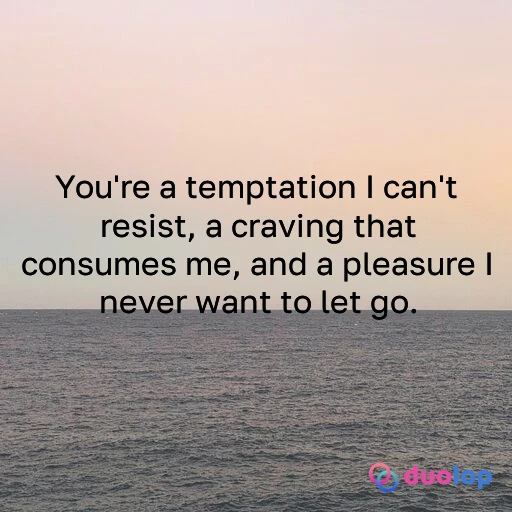 You're a temptation I can't
resist, a craving that
consumes me, and a pleasure I
never want to let go.
duolop